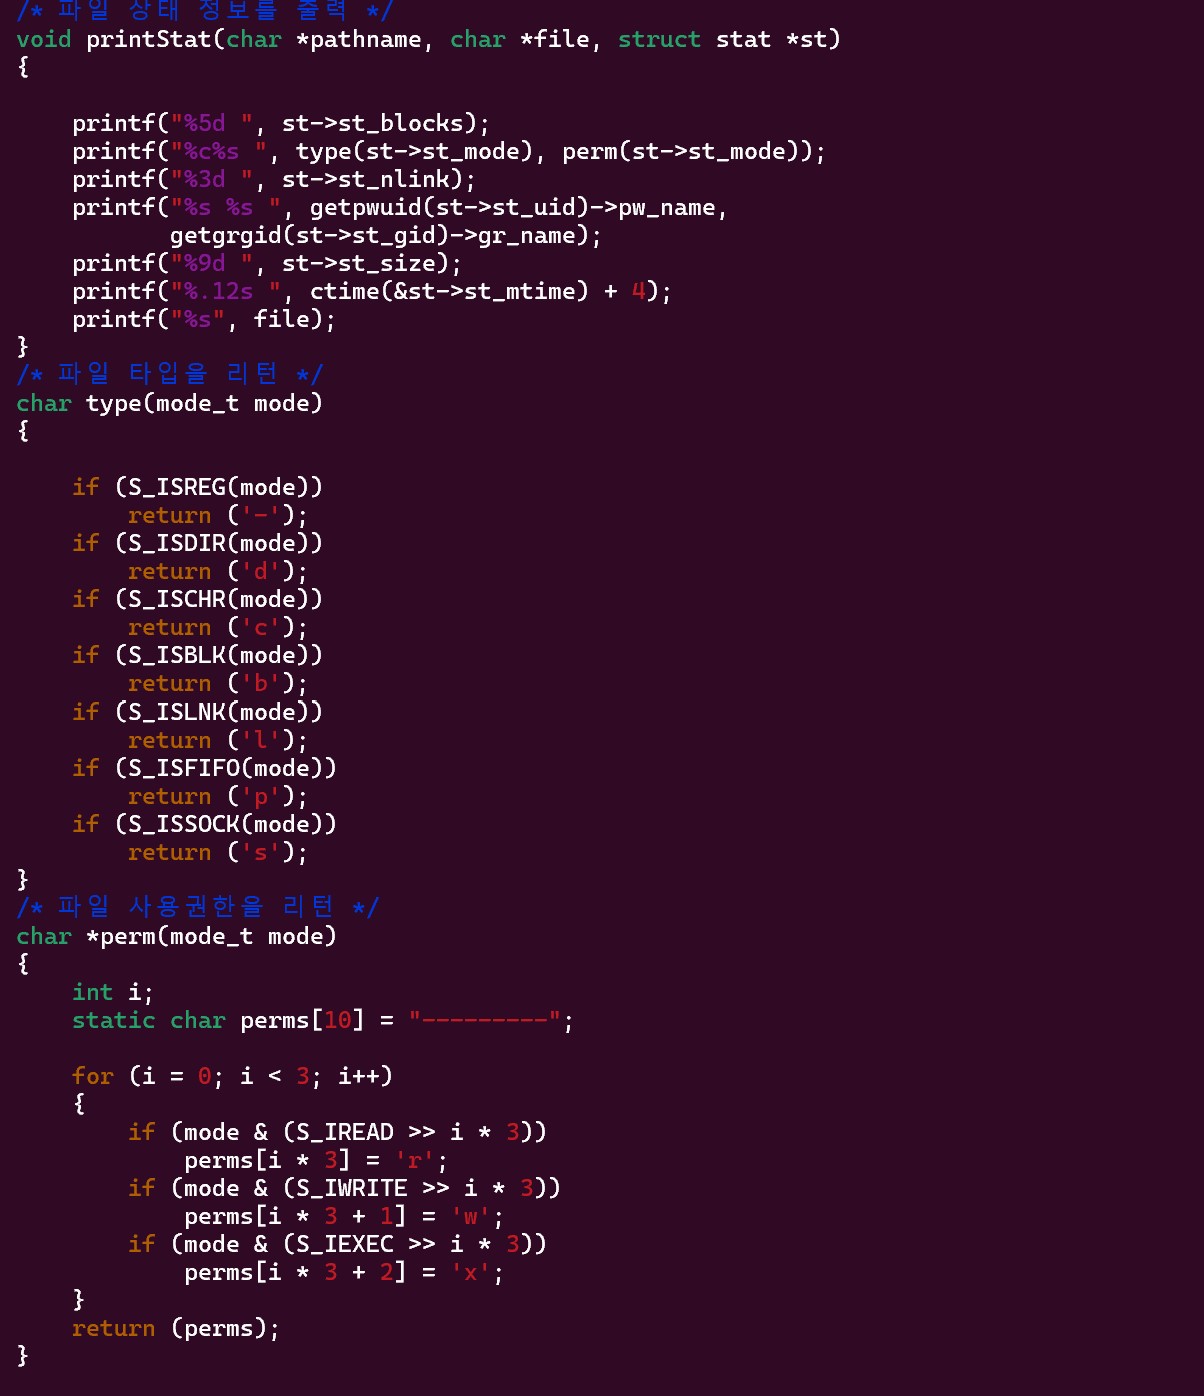 /* 파일 상태 정보를 출력 */
void printStat(char *pathname, char *file, struct stat *st)
{

    printf("%5d ", st->st_blocks);
    printf("%c%s ", type(st->st_mode), perm(st->st_mode));
    printf("%3d ", st->st_nlink);
    printf("%s %s ", getpwuid(st->st_uid)->pw_name,
           getgrgid(st->st_gid)->gr_name);
    printf("%9d ", st->st_size);
    printf("%.12s ", ctime(&st->st_mtime) + 4);
    printf("%s", file);
}
/* 파일 타입을 리턴 */
char type(mode_t mode)
{

    if (S_ISREG(mode))
        return ('-');
    if (S_ISDIR(mode))
        return ('d');
    if (S_ISCHR(mode))
        return ('c');
    if (S_ISBLK(mode))
        return ('b');
    if (S_ISLNK(mode))
        return ('l');
    if (S_ISFIFO(mode))
        return ('p');
    if (S_ISSOCK(mode))
        return ('s');
}
/* 파일 사용권한을 리턴 */
char *perm(mode_t mode)
{
    int i;
    static char perms[10] = "---------";

    for (i = 0; i < 3; i++)
    {
        if (mode & (S_IREAD >> i * 3))
            perms[i * 3] = 'r';
        if (mode & (S_IWRITE >> i * 3))
            perms[i * 3 + 1] = 'w';
        if (mode & (S_IEXEC >> i * 3))
            perms[i * 3 + 2] = 'x';
    }
    return (perms);
}